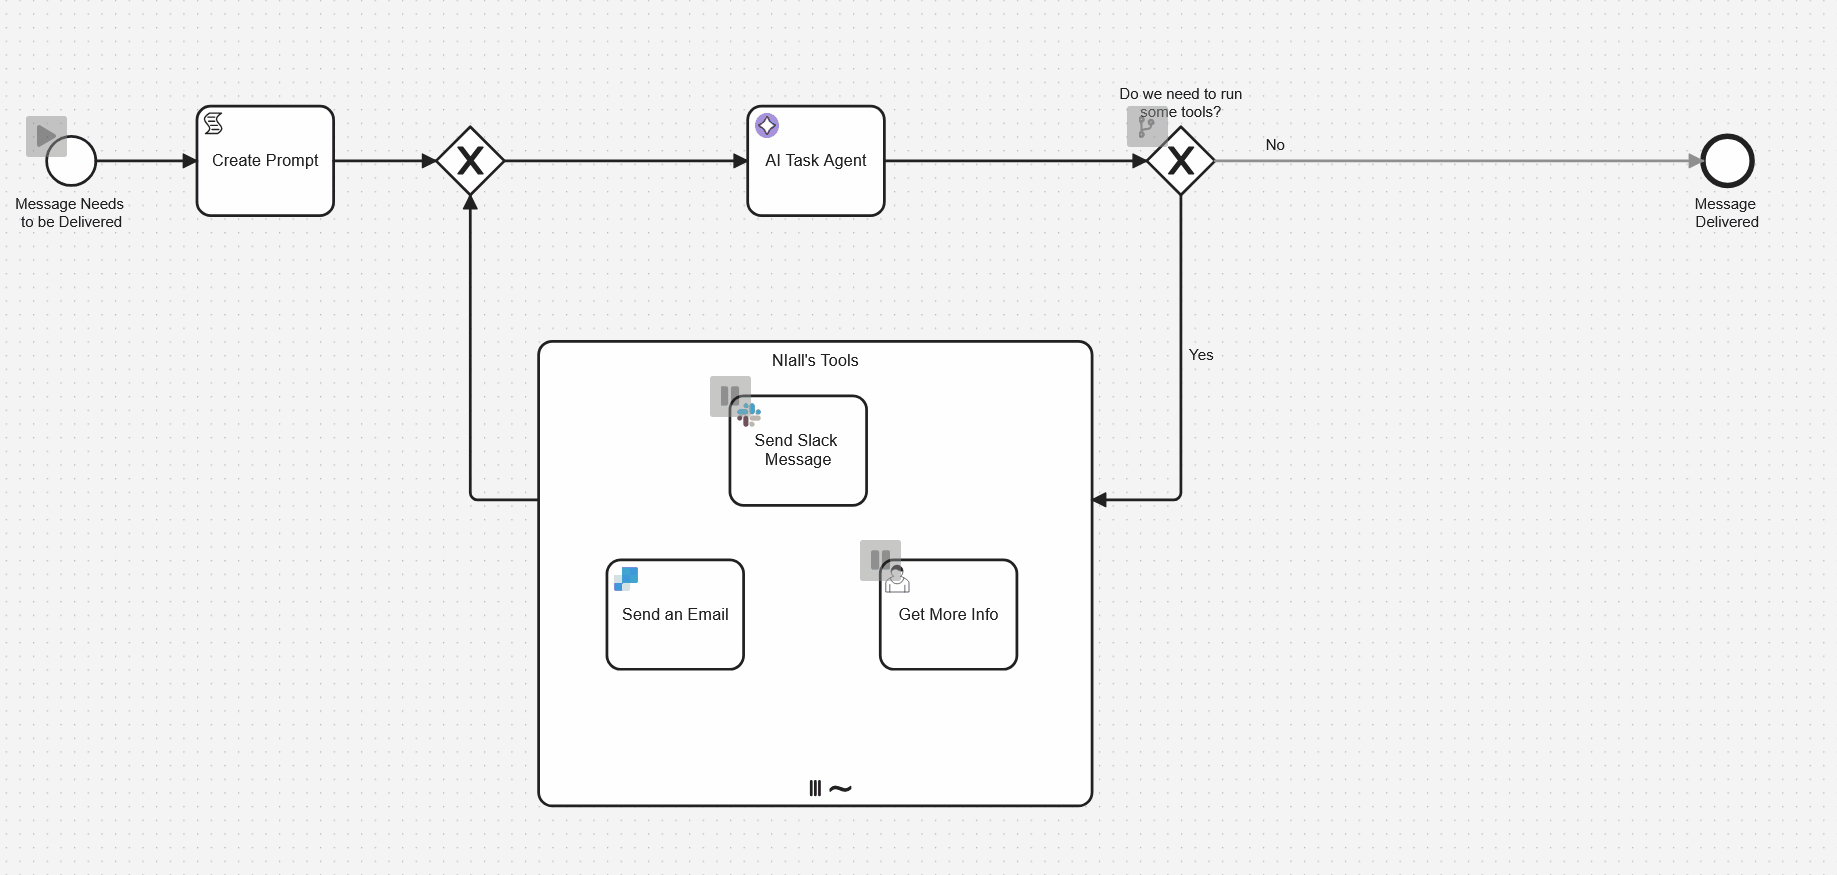 Do we need to run
some tools?
Create Prompt
AI Task Agent
No
Message Needs
to be Delivered
Message
Delivered
Yes
NIall's Tools
Send Slack
Message
Send an Email
Get More Info